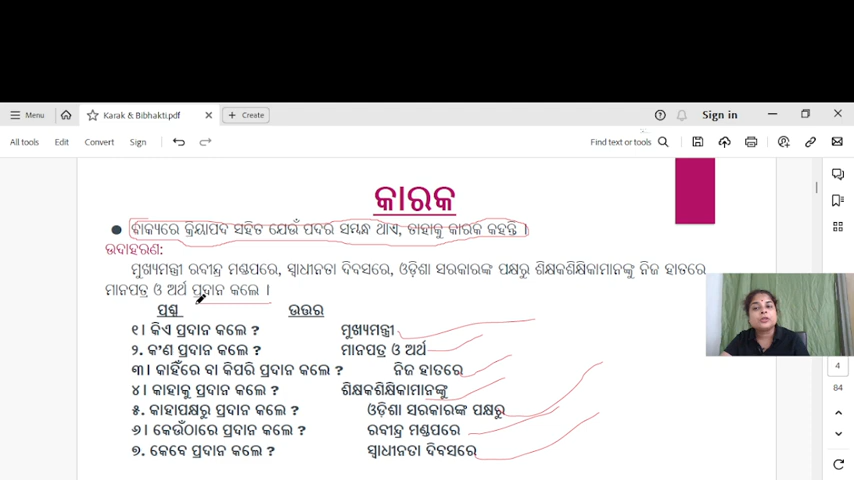 Menu
Karak & Bibhakti.pdf
+ Create
Sign in
All tools Edit Convert Sign
Find text or tools
କାରକ
ବାକ୍ୟରେ କ୍ରିୟାପଦ ସହିତ ଯେଉଁ ପଦର ସମ୍ବନ୍ଧ ଥାଏ, ତାହାକୁ କାରକ କହନ୍ତି ।
ଉଦାହରଣ:
ମୁଖ୍ୟମନ୍ତ୍ରୀ ରବୀନ୍ଦ୍ର ମଣ୍ଡପରେ, ସ୍ୱାଧୀନତା ଦିବସରେ, ଓଡ଼ିଶା ସରକାରଙ୍କ ପକ୍ଷରୁ ଶିକ୍ଷକଶିକ୍ଷିକାମାନଙ୍କୁ ନିଜ ହାତରେ
ମାନପତ୍ର ଓ ଅର୍ଥ ପ୍ରଦାନ କଲେ ।
ପ୍ରଶ୍ନ ଉତ୍ତର
୧। କିଏ ପ୍ରଦାନ କଲେ ? ମୁଖ୍ୟମନ୍ତ୍ରୀ
୨. କ'ଣ ପ୍ରଦାନ କଲେ ? ମାନପତ୍ର ଓ ଅର୍ଥ
୩। କାହିଁରେ ବା କିପରି ପ୍ରଦାନ କଲେ ? ନିଜ ହାତରେ
୪। କାହାକୁ ପ୍ରଦାନ କଲେ ? ଶିକ୍ଷକଶିକ୍ଷିକାମାନଙ୍କୁ
୫. କାହାପକ୍ଷରୁ ପ୍ରଦାନ କଲେ ? ଓଡ଼ିଶା ସରକାରଙ୍କ ପକ୍ଷରୁ
୬। କେଉଁଠାରେ ପ୍ରଦାନ କଲେ ? ରବୀନ୍ଦ୍ର ମଣ୍ଡପରେ
୭. କେବେ ପ୍ରଦାନ କଲେ ? ସ୍ୱାଧୀନତା ଦିବସରେ
4
84